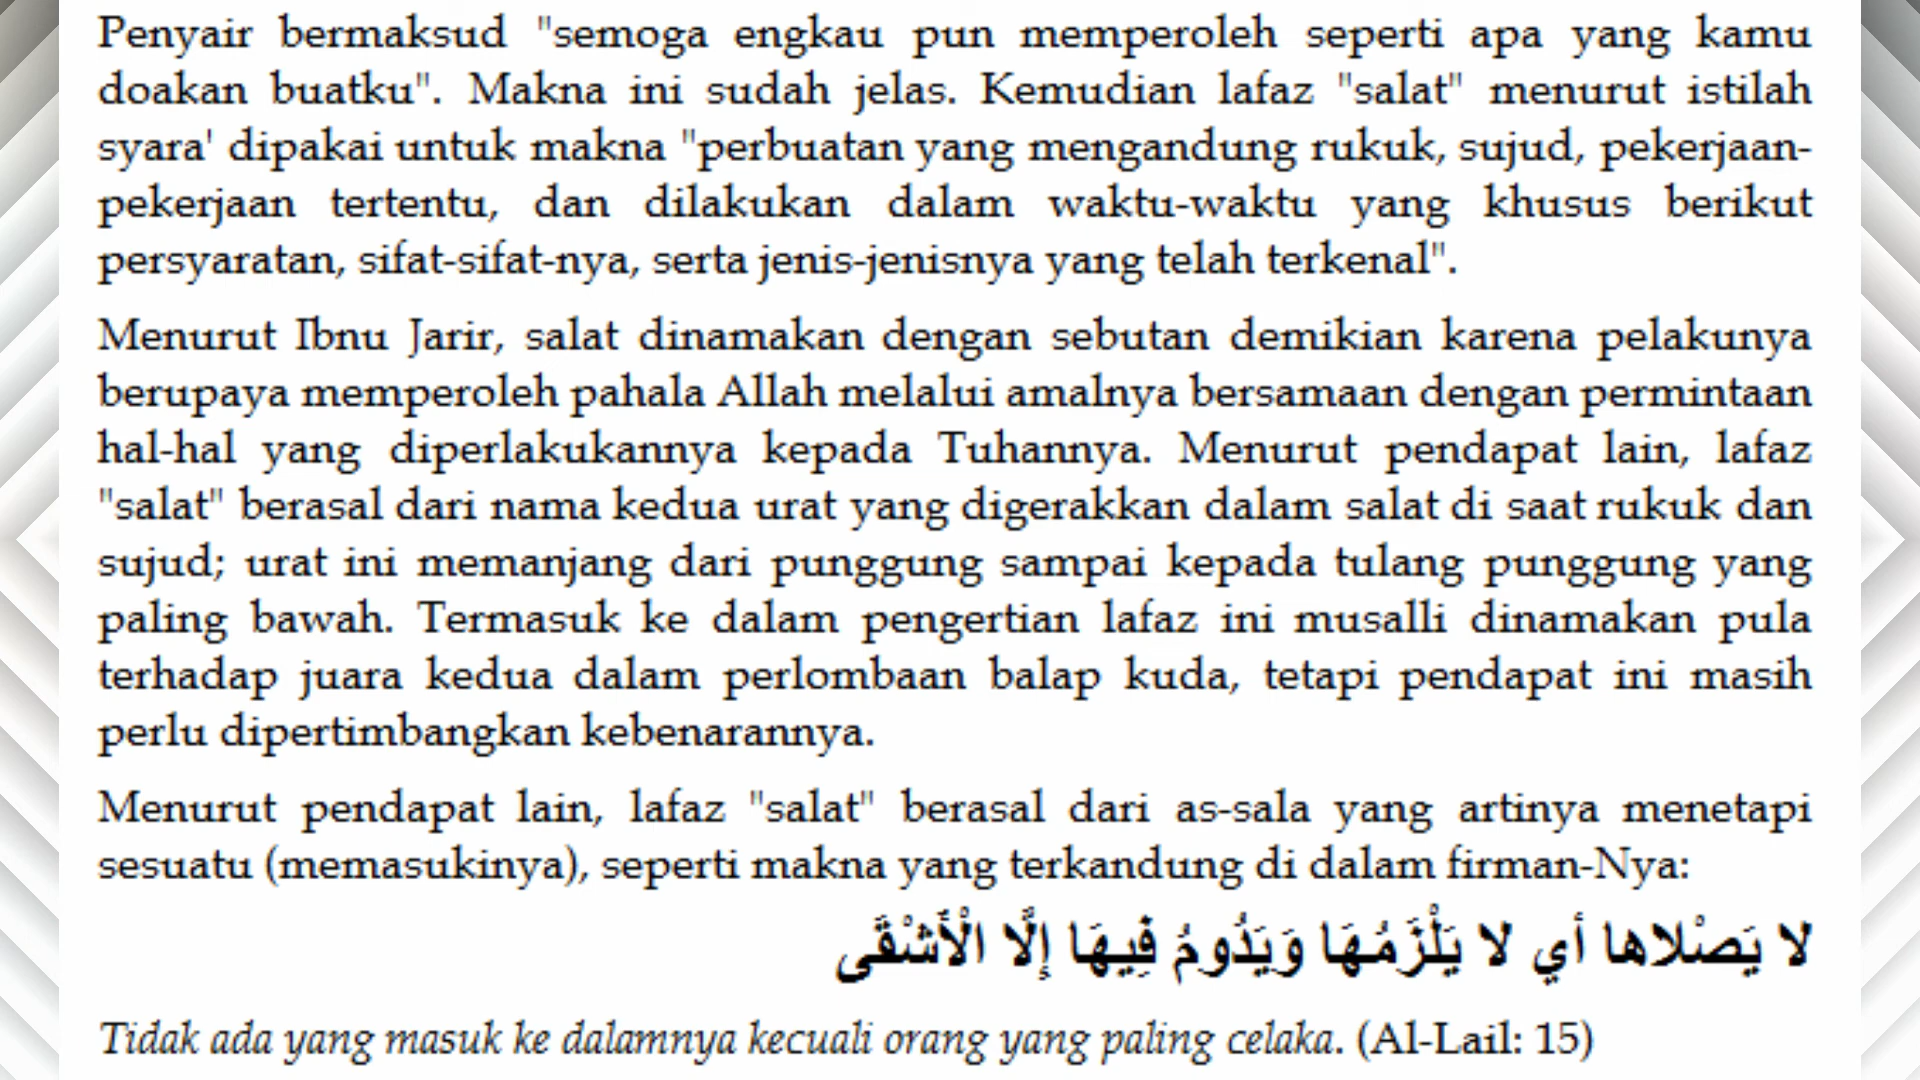 Penyair bermaksud "semoga engkau pun memperoleh seperti apa yang kamu
doakan buatku". Makna ini sudah jelas. Kemudian lafaz "salat" menurut istilah
syara' dipakai untuk makna "perbuatan yang mengandung rukuk, sujud, pekerjaan-
pekerjaan tertentu, dan dilakukan dalam waktu-waktu yang khusus berikut
persyaratan, sifat-sifat-nya, serta jenis-jenisnya yang telah terkenal".
Menurut Ibnu Jarir, salat dinamakan dengan sebutan demikian karena pelakunya
berupaya memperoleh pahala Allah melalui amalnya bersamaan dengan permintaan
hal-hal yang diperlakukannya kepada Tuhannya. Menurut pendapat lain, lafaz
"salat" berasal dari nama kedua urat yang digerakkan dalam salat di saat rukuk dan
sujud; urat ini memanjang dari punggung sampai kepada tulang punggung yang
paling bawah. Termasuk ke dalam pengertian lafaz ini musalli dinamakan pula
terhadap juara kedua dalam perlombaan balap kuda, tetapi pendapat ini masih
perlu dipertimbangkan kebenarannya.
Menurut pendapat lain, lafaz "salat" berasal dari as-sala yang artinya menetapi
sesuatu (memasukinya), seperti makna yang terkandung di dalam firman-Nya:
لا يَصْلاها أي لا يَلْزَمُهَا وَيَدُومُ فِيهَا إِلَّا الْأَشْقَى
Tidak ada yang masuk ke dalamnya kecuali orang yang paling celaka. (Al-Lail: 15)